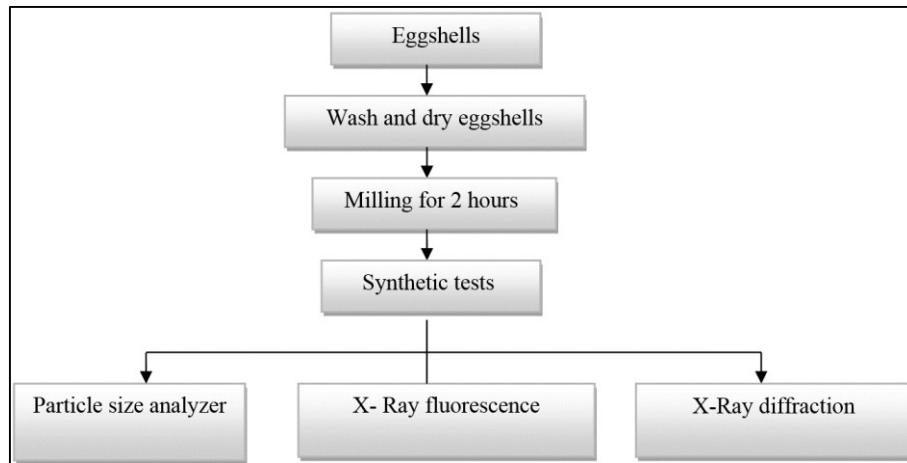 Eggshells
Wash and dry eggshells
Milling for 2 hours
Synthetic tests
Particle size analyzer
X- Ray fluorescence
X-Ray diffraction